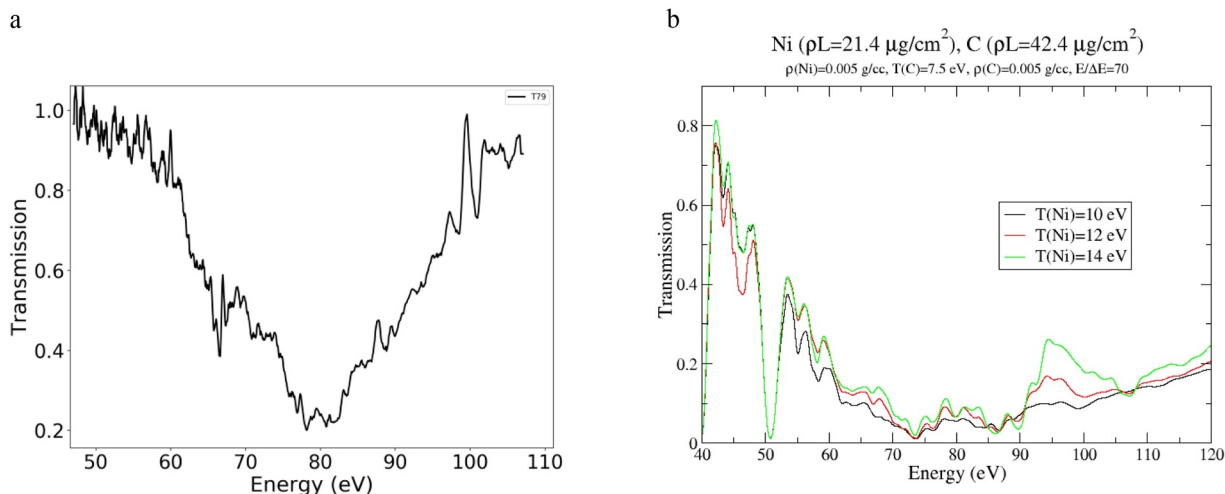 a
T79
1.0
0.8
0.6
0.4
0.2
Transmission
50 60 70 80 90 100 110
Energy (eV)
b
Ni (ρL=21.4 μg/cm²), C (ρL=42.4 μg/cm²)
ρ(Ni)=0.005 g/cc, T(C)=7.5 eV, ρ(C)=0.005 g/cc, E/ΔE=70
0.8
0.6
0.4
0.2
0
Transmission
T(Ni)=10 eV
T(Ni)=12 eV
T(Ni)=14 eV
40 50 60 70 80 90 100 110 120
Energy (eV)